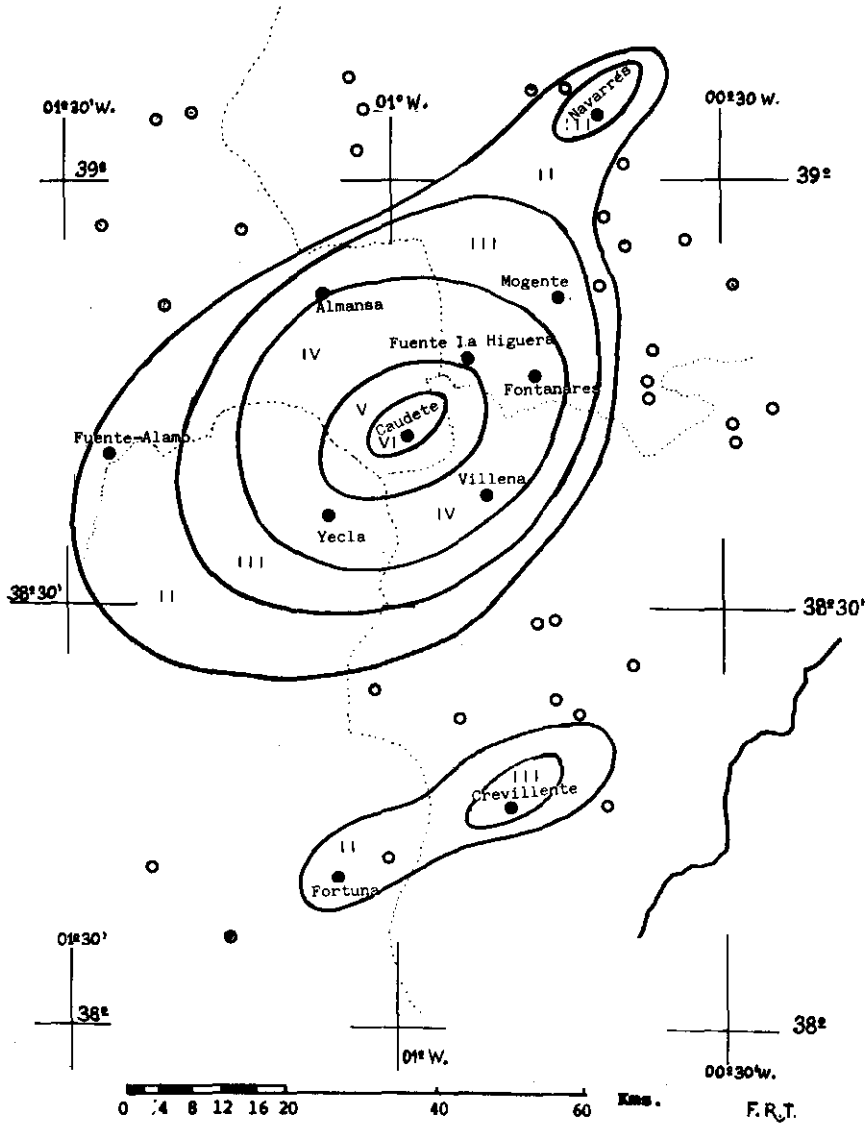 Navarrés
01º30'W.
01º W.
00º30 W.
III
39º
39º
II
III
Mogente
Almansa
Fuente la Higuera
IV
Fontanares
V
Caudete
Fuente-Alamo
VI
Villena
IV
Yecla
III
II
38º30'
38º30'
III
Crevillente
II
Fortuna
01º30'
38º
38º
01º W.
00º30'W.
0 4 8 12 16 20 40 60 Kms.
F.R.T.